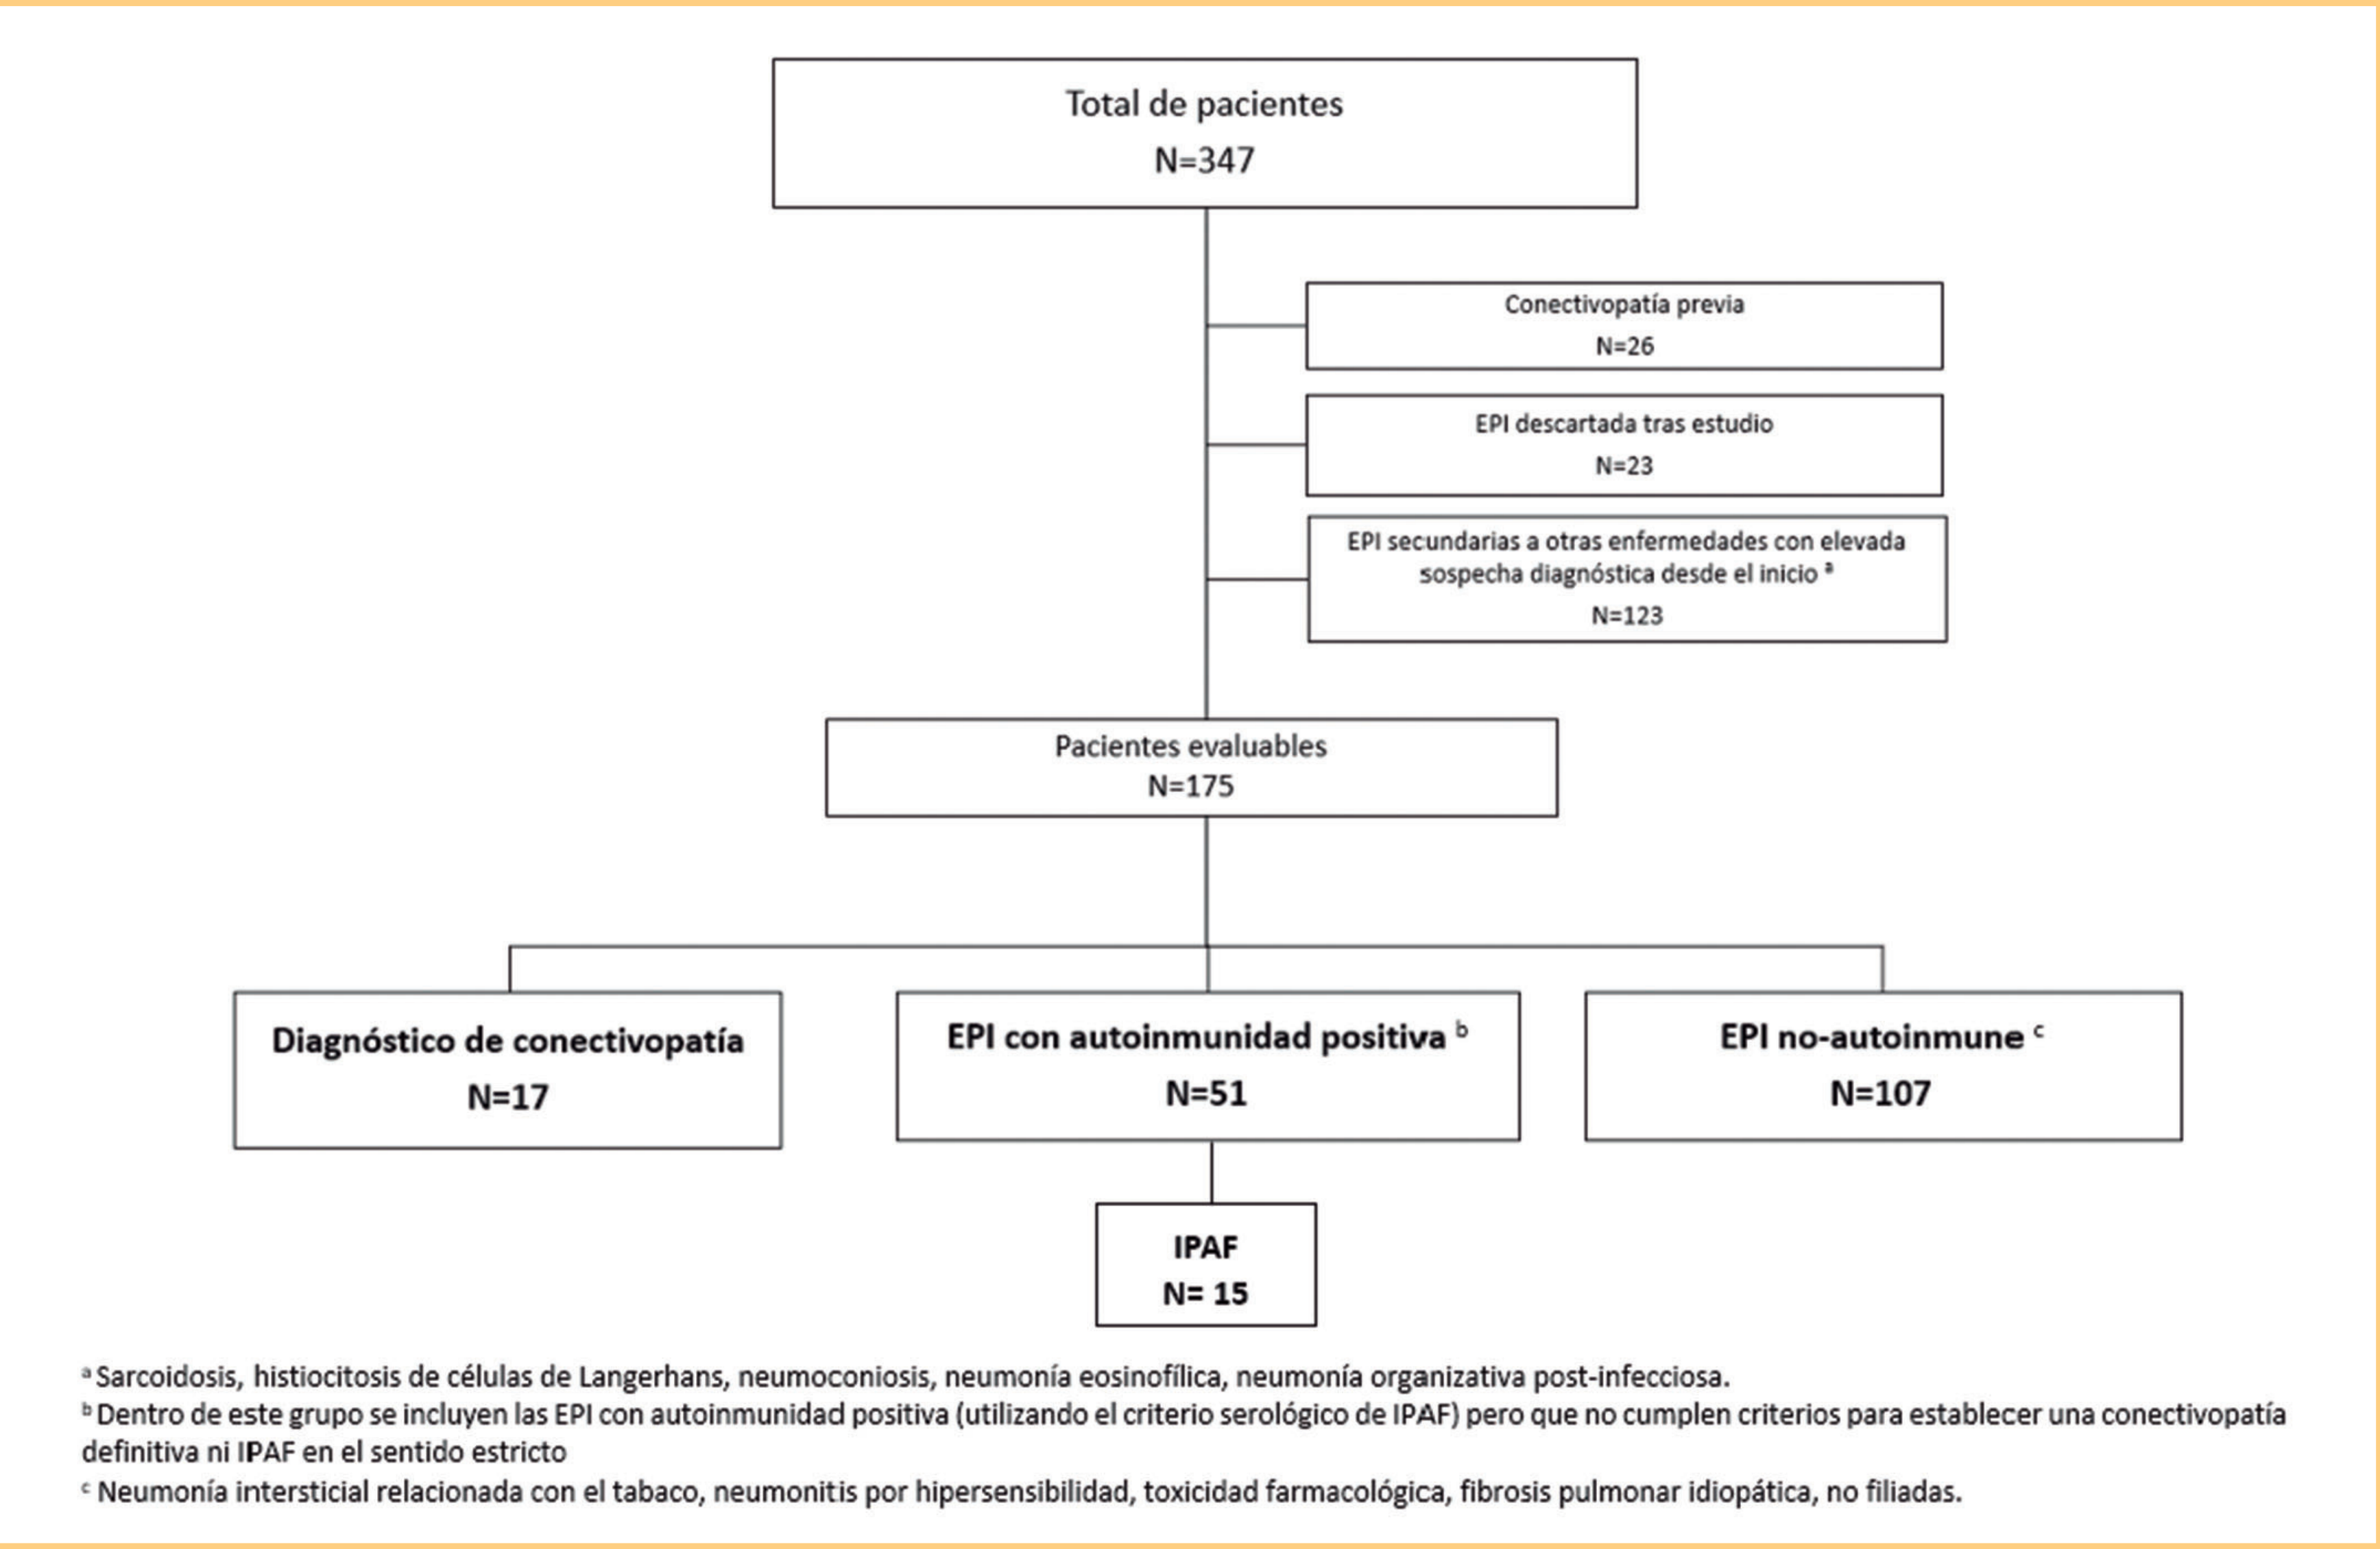 Total de pacientes
N=347
Conectivopatía previa
N=26
EPI descartada tras estudio
N=23
EPI secundarias a otras enfermedades con elevada
sospecha diagnóstica desde el inicio ª
N=123
Pacientes evaluables
N=175
Diagnóstico de conectivopatía
N=17
EPI con autoinmunidad positiva ᵇ
N=51
EPI no-autoinmune ᶜ
N=107
IPAF
N= 15
ª Sarcoidosis, histiocitosis de células de Langerhans, neumoconiosis, neumonía eosinofílica, neumonía organizativa post-infecciosa.
ᵇ Dentro de este grupo se incluyen las EPI con autoinmunidad positiva (utilizando el criterio serológico de IPAF) pero que no cumplen criterios para establecer una conectivopatía
definitiva ni IPAF en el sentido estricto
ᶜ Neumonía intersticial relacionada con el tabaco, neumonitis por hipersensibilidad, toxicidad farmacológica, fibrosis pulmonar idiopática, no filiadas.